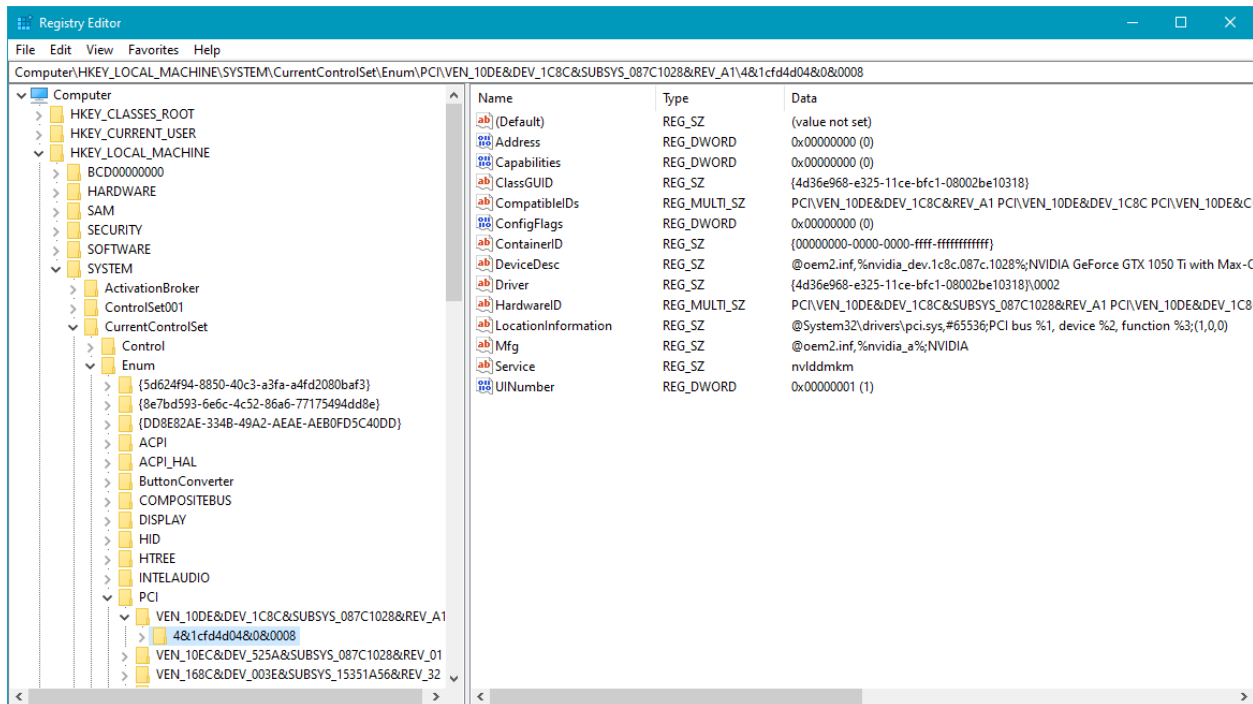 Registry Editor
File Edit View Favorites Help
Computer\HKEY_LOCAL_MACHINE\SYSTEM\CurrentControlSet\Enum\PCI\VEN_10DE&DEV_1C8C&SUBSYS_087C1028&REV_A1\4&1cfd4d04&0&0008
Computer
HKEY_CLASSES_ROOT
HKEY_CURRENT_USER
HKEY_LOCAL_MACHINE
BCD00000000
HARDWARE
SAM
SECURITY
SOFTWARE
SYSTEM
ActivationBroker
ControlSet001
CurrentControlSet
Control
Enum
{5d624f94-8850-40c3-a3fa-a4fd2080baf3}
{8e7bd593-6e6c-4c52-86a6-77175494dd8e}
{DD8E82AE-334B-49A2-AEAE-AEB0FD5C40DD}
ACPI
ACPI_HAL
ButtonConverter
COMPOSITEBUS
DISPLAY
HID
HTREE
INTELAUDIO
PCI
VEN_10DE&DEV_1C8C&SUBSYS_087C1028&REV_A1
4&1cfd4d04&0&0008
VEN_10EC&DEV_525A&SUBSYS_087C1028&REV_01
VEN_168C&DEV_003E&SUBSYS_15351A56&REV_32
Name Type Data
(Default) REG_SZ (value not set)
Address REG_DWORD 0x00000000 (0)
Capabilities REG_DWORD 0x00000000 (0)
ClassGUID REG_SZ {4d36e968-e325-11ce-bfc1-08002be10318}
CompatibleIDs REG_MULTI_SZ PCI\VEN_10DE&DEV_1C8C&REV_A1 PCI\VEN_10DE&DEV_1C8C PCI\VEN_10DE&C
ConfigFlags REG_DWORD 0x00000000 (0)
ContainerID REG_SZ {00000000-0000-0000-ffff-ffffffffffff}
DeviceDesc REG_SZ @oem2.inf,%nvidia_dev.1c8c.087c.1028%;NVIDIA GeForce GTX 1050 Ti with Max-
Driver REG_SZ {4d36e968-e325-11ce-bfc1-08002be10318}\0002
HardwareID REG_MULTI_SZ PCI\VEN_10DE&DEV_1C8C&SUBSYS_087C1028&REV_A1 PCI\VEN_10DE&DEV_1C8
LocationInformation REG_SZ @System32\drivers\pci.sys,#65536;PCI bus %1, device %2, function %3;(1,0,0)
Mfg REG_SZ @oem2.inf,%nvidia_a%;NVIDIA
Service REG_SZ nvlddmkm
UINumber REG_DWORD 0x00000001 (1)